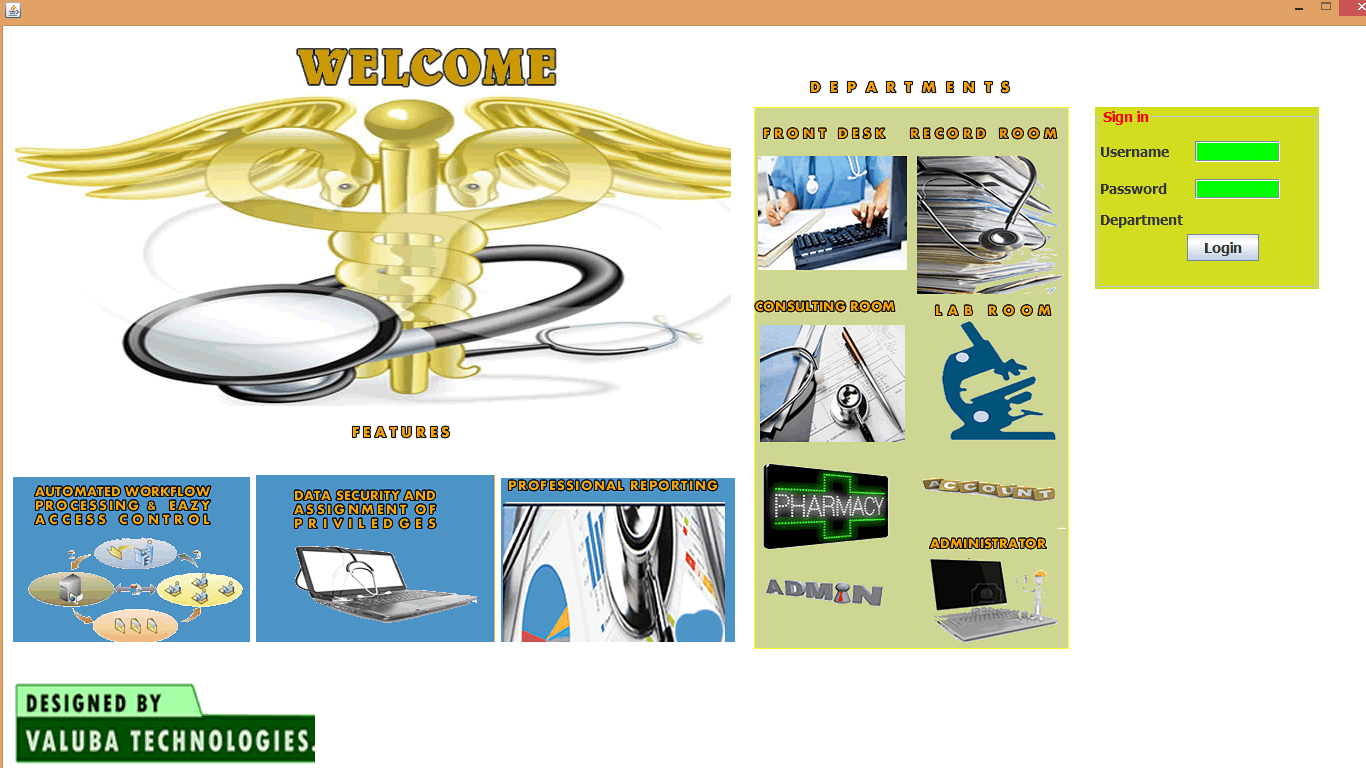 WELCOME
DEPARTMENTS
FRONT DESK
RECORD ROOM
CONSULTING ROOM
LAB ROOM
PHARMACY
ACCOUNT
ADMIN
ADMINISTRATOR
Sign in
Username
Password
Department
Login
FEATURES
AUTOMATED WORKFLOW
PROCESSING & EAZY
ACCESS CONTROL
DATA SECURITY AND
ASSIGNMENT OF
PRIVILEDGES
PROFESSIONAL REPORTING
DESIGNED BY
VALUBA TECHNOLOGIES.